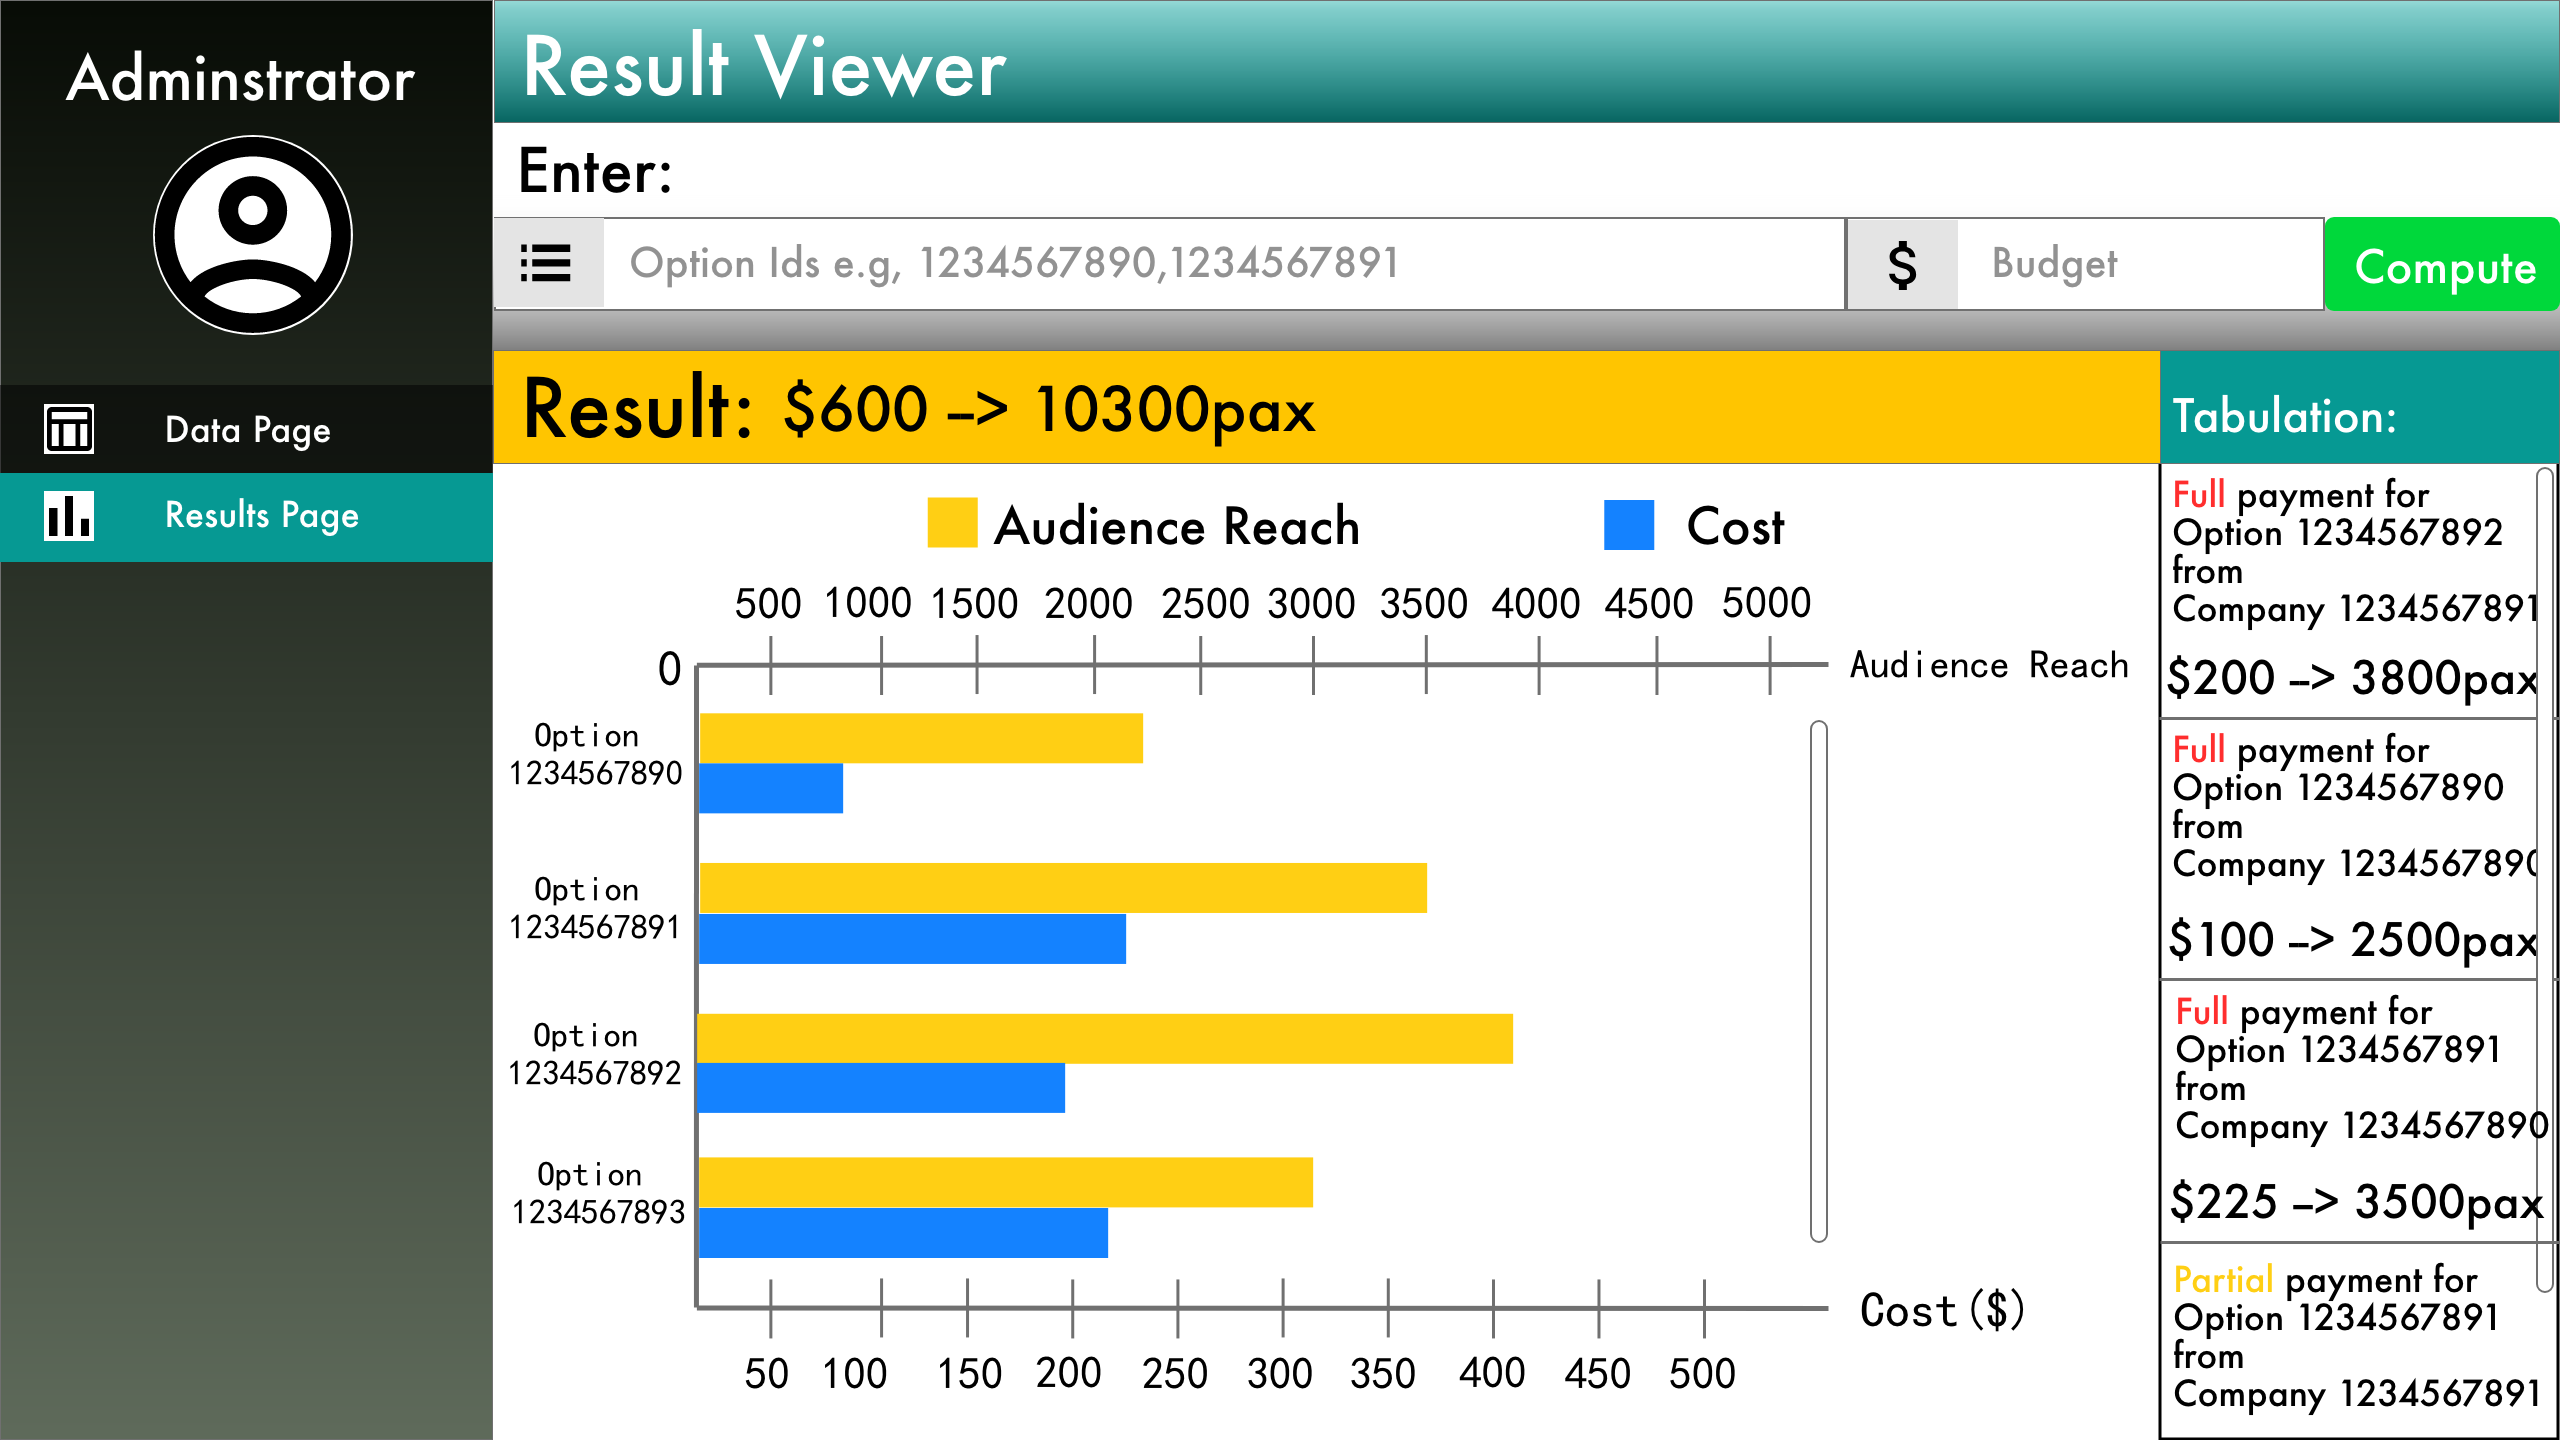 Adminstrator
Data Page
Results Page
Result Viewer
Enter:
Option Ids e.g, 1234567890,1234567891
$
Budget
Compute
Result: $600 --> 10300pax
Audience Reach
Cost
500 1000 1500 2000 2500 3000 3500 4000 4500 5000
0
Audience Reach
Option
1234567890
Option
1234567891
Option
1234567892
Option
1234567893
Cost($)
50 100 150 200 250 300 350 400 450 500
Tabulation:
Full payment for
Option 1234567892
from
Company 1234567891
$200 --> 3800pax
Full payment for
Option 1234567890
from
Company 1234567890
$100 --> 2500pax
Full payment for
Option 1234567891
from
Company 1234567890
$225 --> 3500pax
Partial payment for
Option 1234567891
from
Company 1234567891